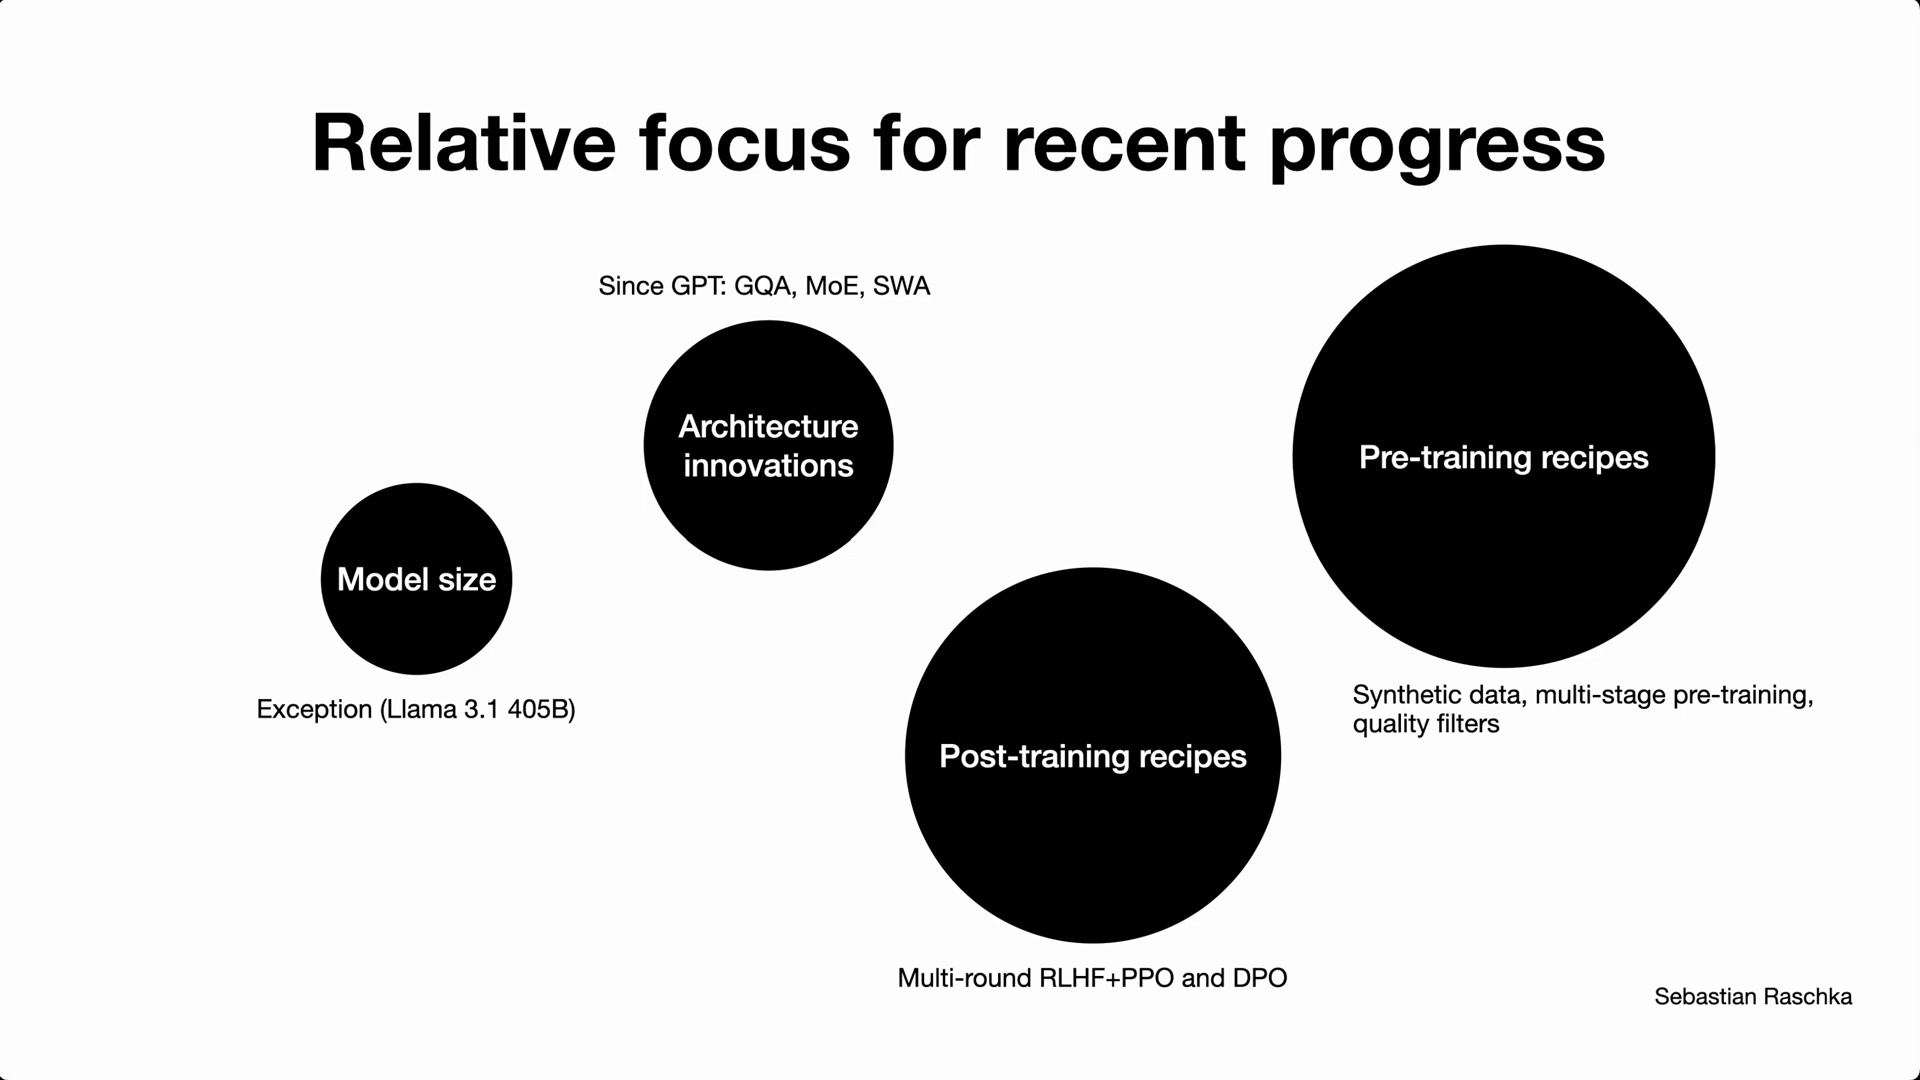 Relative focus for recent progress
Since GPT: GQA, MoE, SWA
Architecture
innovations
Model size
Exception (Llama 3.1 405B)
Pre-training recipes
Synthetic data, multi-stage pre-training,
quality filters
Post-training recipes
Multi-round RLHF+PPO and DPO
Sebastian Raschka